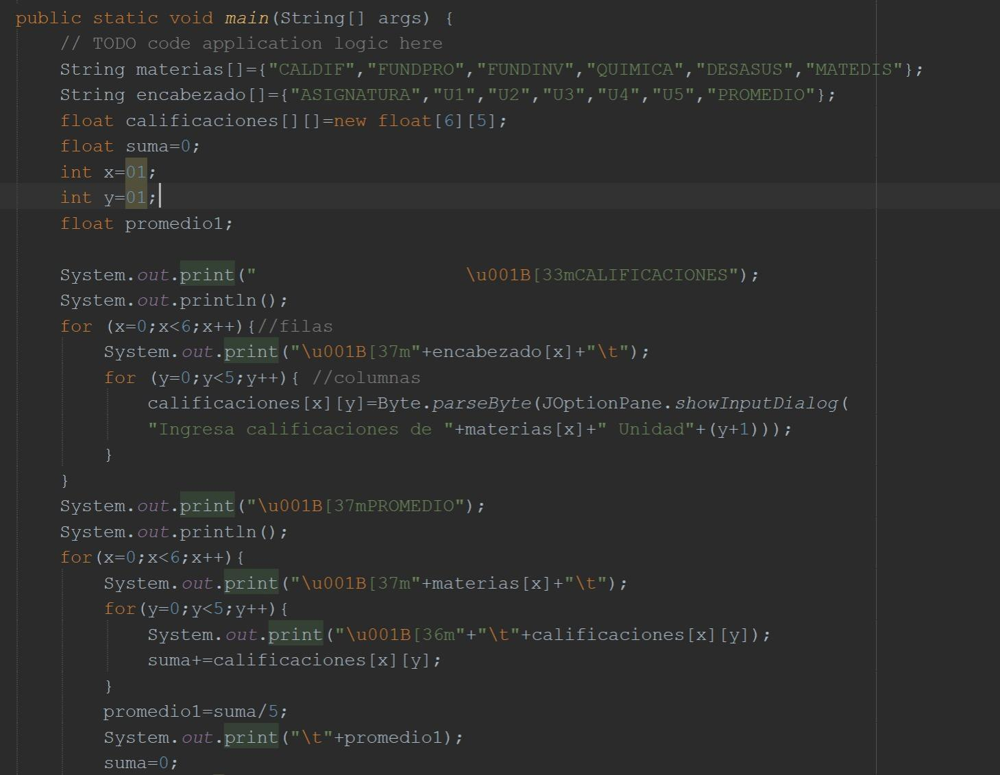 public static void main(String[] args) {
// TODO code application logic here
String materias[]={"CALDIF","FUNDPRO","FUNDINV","QUIMICA","DESASUS","MATEDIS"};
String encabezado[]={"ASIGNATURA","U1","U2","U3","U4","U5","PROMEDIO"};
float calificaciones[][]=new float[6][5];
float suma=0;
int x=01;
int y=01;
float promedio1;
System.out.print("                   \u001B[33mCALIFICACIONES");
System.out.println();
for (x=0;x<6;x++){//filas
System.out.print("\u001B[37m"+encabezado[x]+"\t");
for (y=0;y<5;y++){ //columnas
calificaciones[x][y]=Byte.parseByte(JOptionPane.showInputDialog(
"Ingresa calificaciones de "+materias[x]+" Unidad"+(y+1)));
}
}
System.out.print("\u001B[37mPROMEDIO");
System.out.println();
for(x=0;x<6;x++){
System.out.print("\u001B[37m"+materias[x]+"\t");
for(y=0;y<5;y++){
System.out.print("\u001B[36m"+"\t"+calificaciones[x][y]);
suma+=calificaciones[x][y];
}
promedio1=suma/5;
System.out.print("\t"+promedio1);
suma=0;